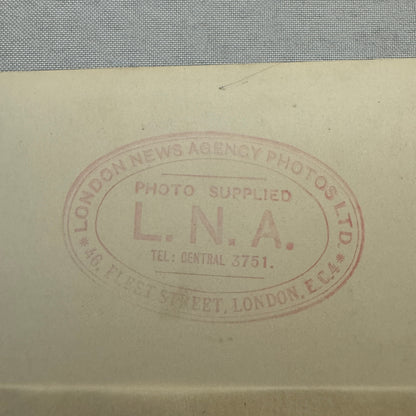 LONDON NEWS AGENCY PHOTOS LTD.
PHOTO SUPPLIED
L. N. A.
TEL: CENTRAL 3751.
* 46, FLEET STREET, LONDON, E.C.4 *